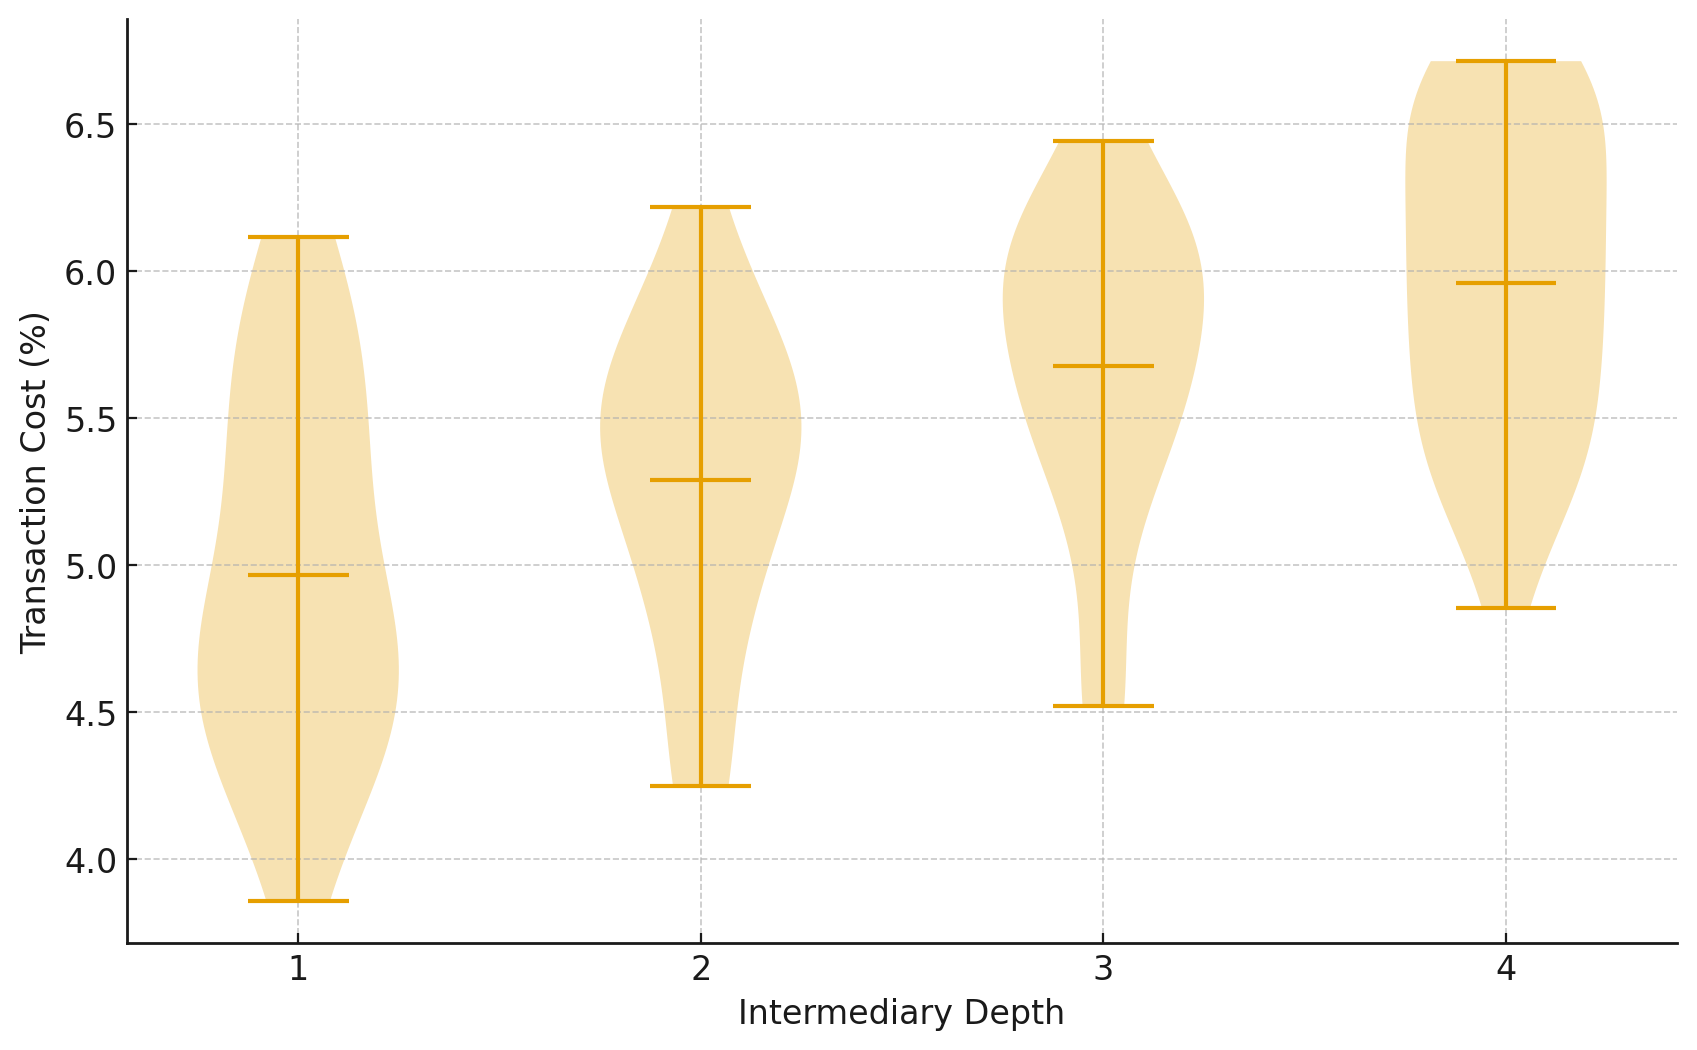 Transaction Cost (%)
6.5
6.0
5.5
5.0
4.5
4.0
1 2 3 4
Intermediary Depth